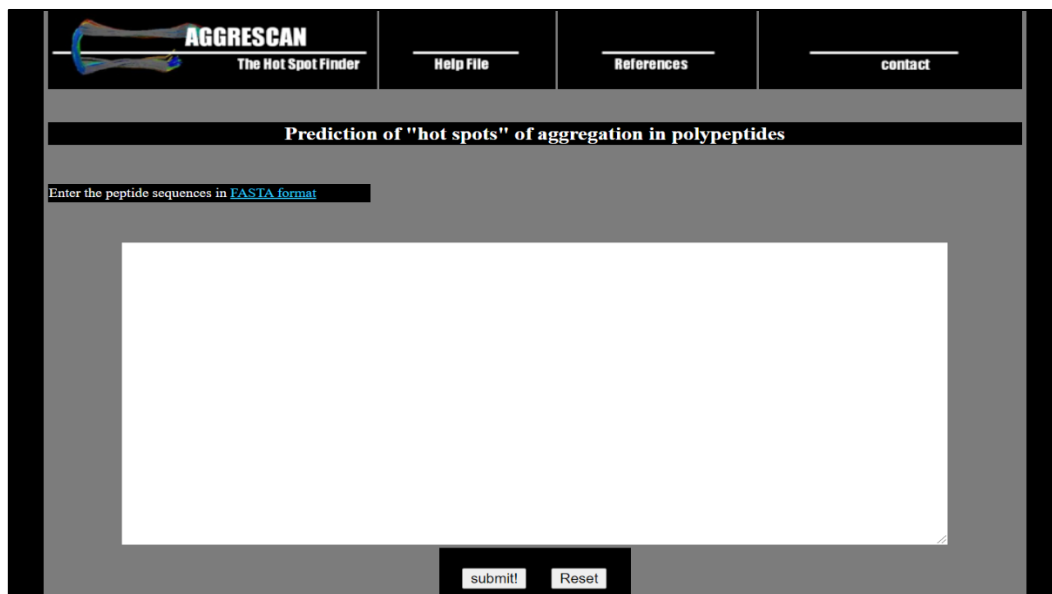 AGGRESCAN
The Hot Spot Finder
Help File
References
contact
Prediction of "hot spots" of aggregation in polypeptides
Enter the peptide sequences in FASTA format
submit!
Reset